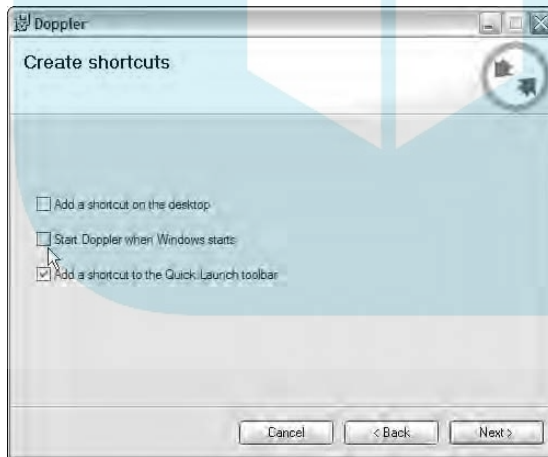 Doppler
Create shortcuts
Add a shortcut on the desktop
Start Doppler when Windows starts
Add a shortcut to the Quick Launch toolbar
Cancel
< Back
Next >